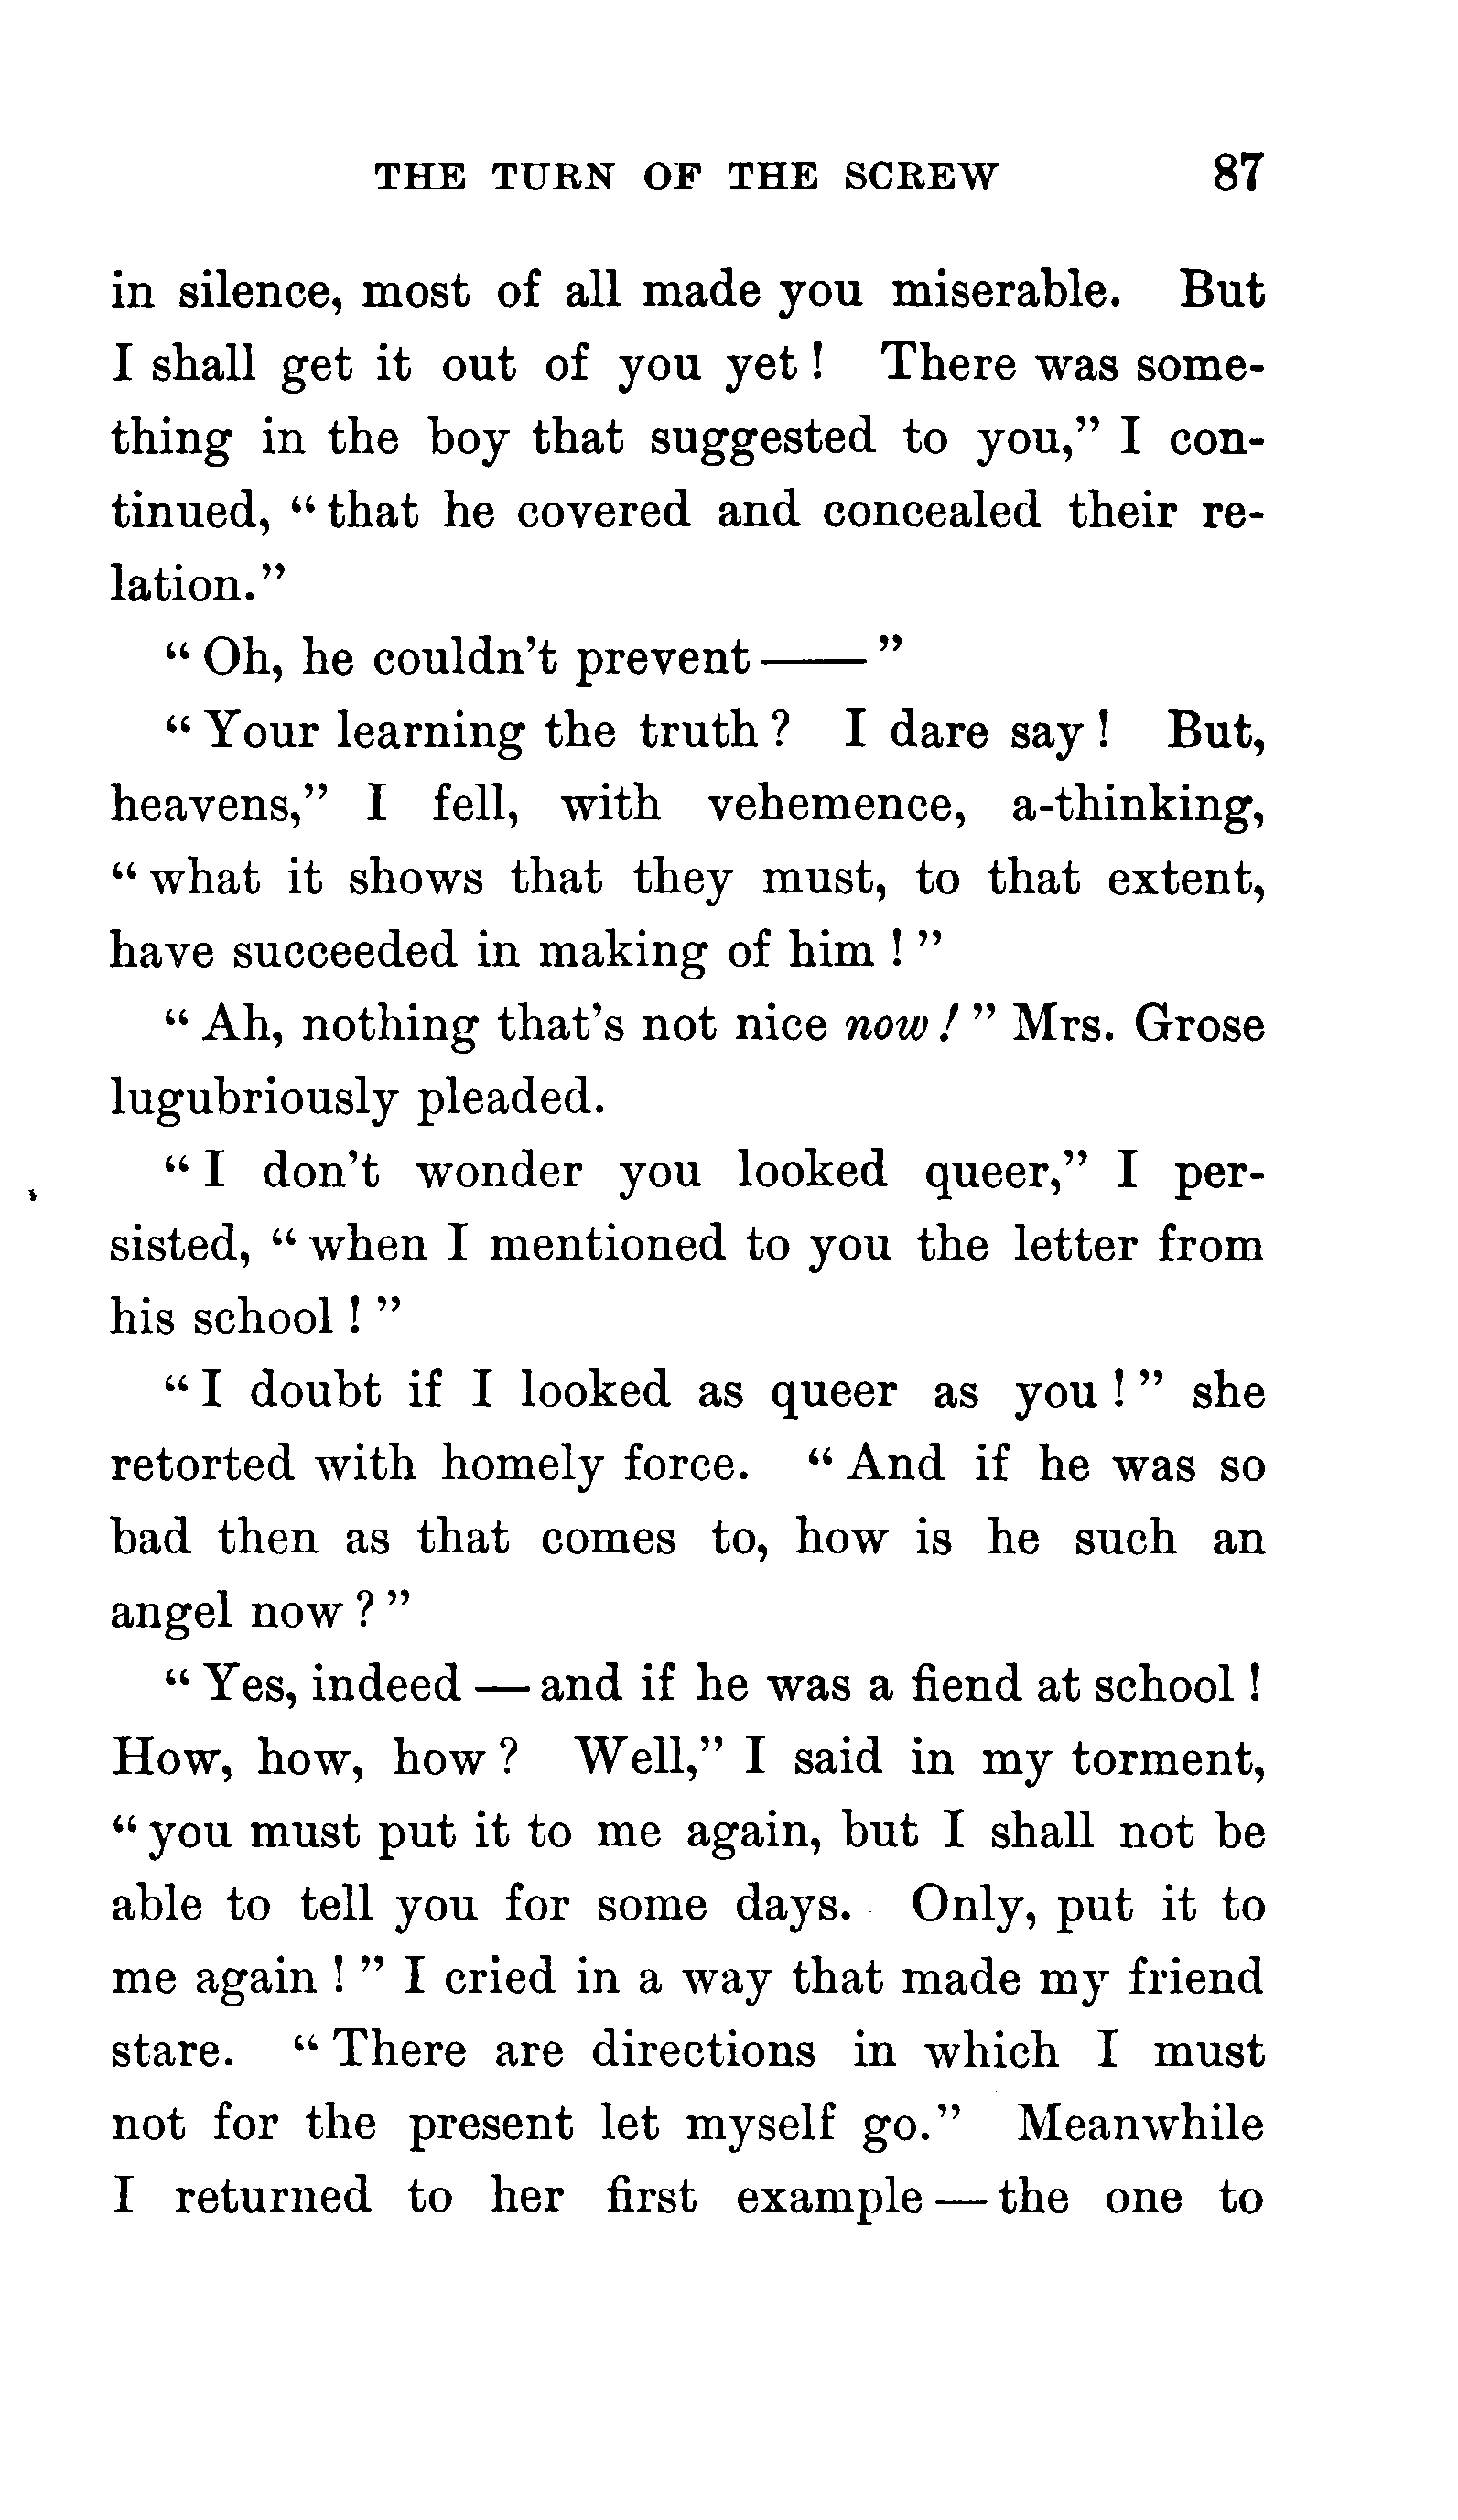 THE TURN OF THE SCREW 87
in silence, most of all made you miserable. But
I shall get it out of you yet! There was some-
thing in the boy that suggested to you,” I con-
tinued, “that he covered and concealed their re-
lation.”
“Oh, he couldn't prevent——”
“Your learning the truth? I dare say! But,
heavens,” I fell, with vehemence, a-thinking,
“what it shows that they must, to that extent,
have succeeded in making of him!”
“Ah, nothing that's not nice now!” Mrs. Grose
lugubriously pleaded.
“I don't wonder you looked queer,” I per-
sisted, “when I mentioned to you the letter from
his school!”
“I doubt if I looked as queer as you!” she
retorted with homely force. “And if he was so
bad then as that comes to, how is he such an
angel now?”
“Yes, indeed — and if he was a fiend at school!
How, how, how? Well,” I said in my torment,
“you must put it to me again, but I shall not be
able to tell you for some days. Only, put it to
me again!” I cried in a way that made my friend
stare. “There are directions in which I must
not for the present let myself go.” Meanwhile
I returned to her first example — the one to